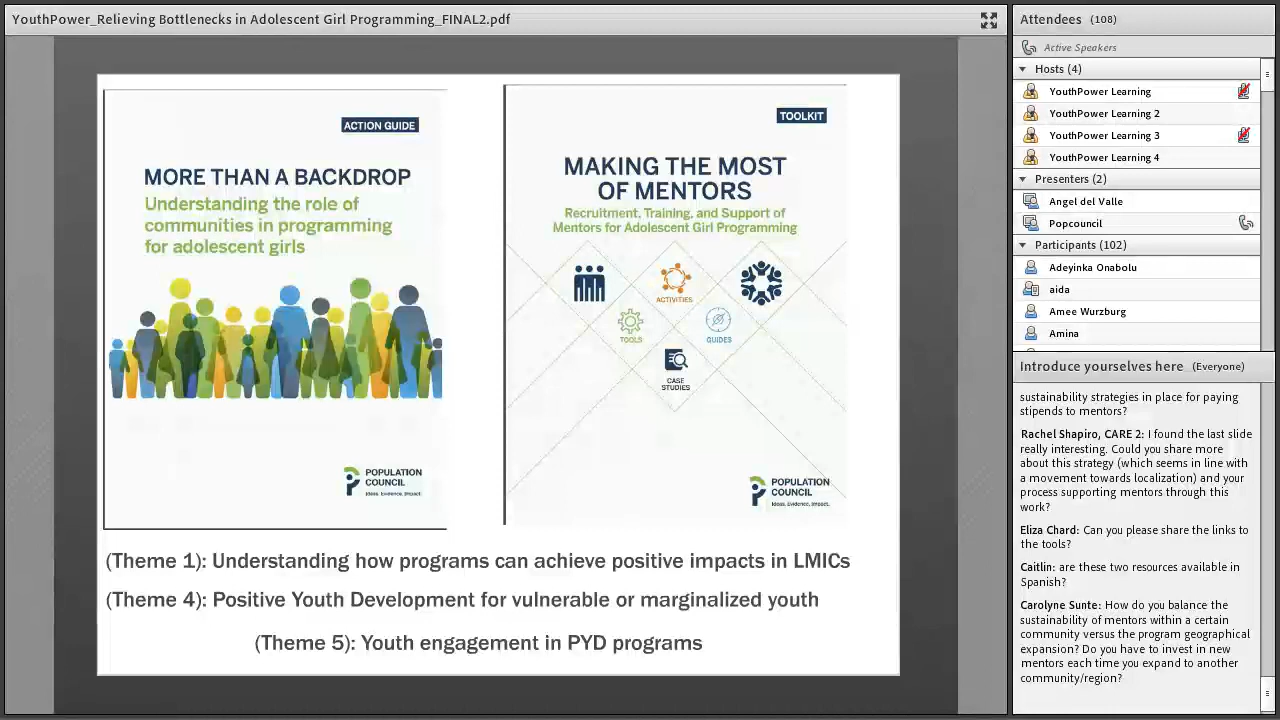 YouthPower_Relieving Bottlenecks in Adolescent Girl Programming_FINAL2.pdf
ACTION GUIDE
MORE THAN A BACKDROP
Understanding the role of
communities in programming
for adolescent girls
POPULATION
COUNCIL
Ideas. Evidence. Impact.
TOOLKIT
MAKING THE MOST
OF MENTORS
Recruitment, Training, and Support of
Mentors for Adolescent Girl Programming
ACTIVITIES
TOOLS
GUIDES
CASE
STUDIES
POPULATION
COUNCIL
Ideas. Evidence. Impact.
(Theme 1): Understanding how programs can achieve positive impacts in LMICs
(Theme 4): Positive Youth Development for vulnerable or marginalized youth
(Theme 5): Youth engagement in PYD programs
Attendees (108)
Active Speakers
Hosts (4)
YouthPower Learning
YouthPower Learning 2
YouthPower Learning 3
YouthPower Learning 4
Presenters (2)
Angel del Valle
Popcouncil
Participants (102)
Adeyinka Onabolu
aida
Amee Wurzburg
Amina
Introduce yourselves here (Everyone)
sustainability strategies in place for paying
stipends to mentors?
Rachel Shapiro, CARE 2: I found the last slide
really interesting. Could you share more
about this strategy (which seems in line with
a movement towards localization) and your
process supporting mentors through this
work?
Eliza Chard: Can you please share the links to
the tools?
Caitlin: are these two resources available in
Spanish?
Carolyne Sunte: How do you balance the
sustainability of mentors within a certain
community versus the program geographical
expansion? Do you have to invest in new
mentors each time you expand to another
community/region?